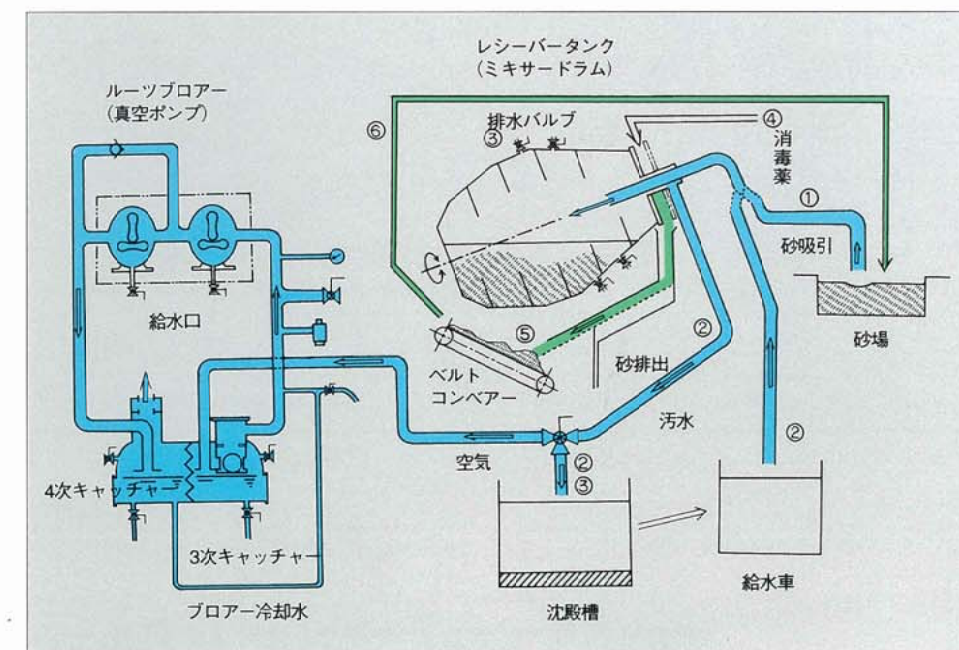 レシーバータンク
(ミキサードラム)
ルーツブロアー
(真空ポンプ)
⑥
排水バルブ
③
④
消毒薬
①
砂吸引
給水口
砂場
⑤
②
ベルト
コンベアー
砂排出
汚水
②
空気
②
③
4次キャッチャー
3次キャッチャー
給水車
ブロアー冷却水
沈殿槽